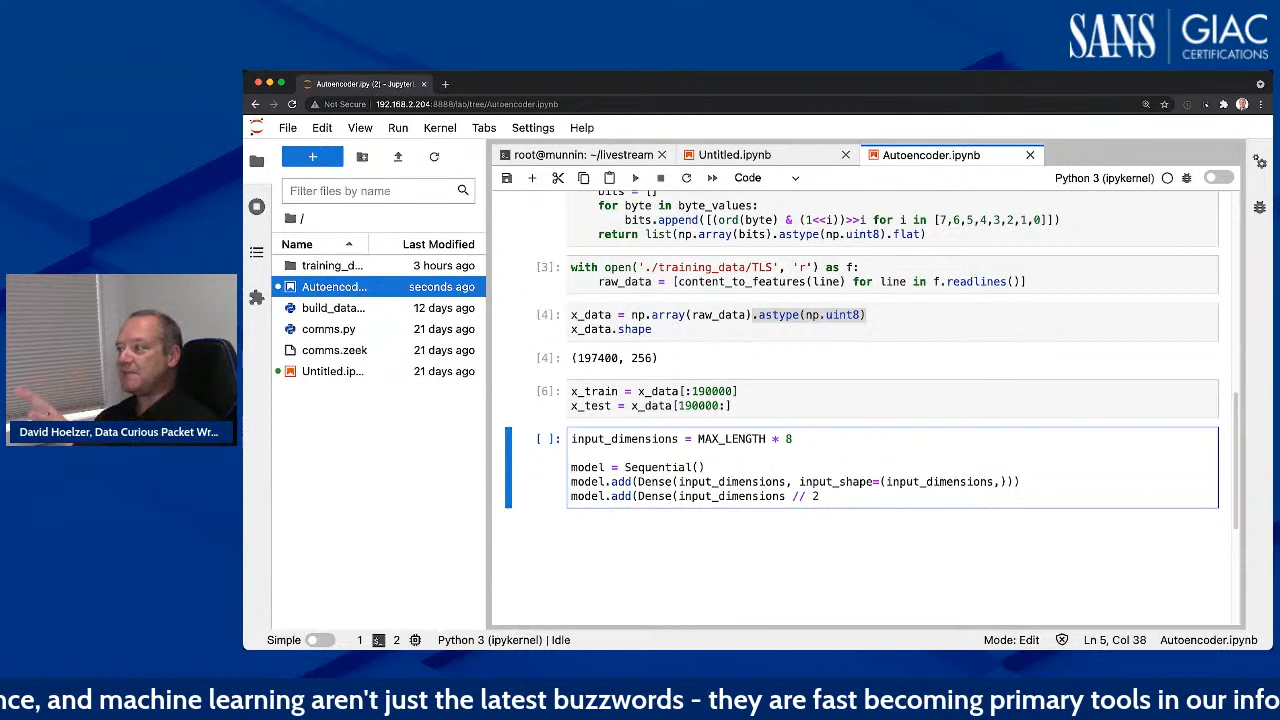 SANS GIAC
CERTIFICATIONS
Autoencoder.ipy (2) - JupyterL
Not Secure 192.168.2.204:8888/lab/tree/Autoencoder.ipynb
File Edit View Run Kernel Tabs Settings Help
root@munnin: ~/livestream
Untitled.ipynb
Autoencoder.ipynb
Code
Python 3 (ipykernel)
Filter files by name
/
Name Last Modified
training_d... 3 hours ago
Autoencod... seconds ago
build_data... 12 days ago
comms.py 21 days ago
comms.zeek 21 days ago
Untitled.ip... 21 days ago
bits = []
for byte in byte_values:
bits.append([(ord(byte) & (1<<i))>>i for i in [7,6,5,4,3,2,1,0]])
return list(np.array(bits).astype(np.uint8).flat)
[3]: with open('./training_data/TLS', 'r') as f:
raw_data = [content_to_features(line) for line in f.readlines()]
[4]: x_data = np.array(raw_data).astype(np.uint8)
x_data.shape
[4]: (197400, 256)
[6]: x_train = x_data[:190000]
x_test = x_data[190000:]
[ ]: input_dimensions = MAX_LENGTH * 8
model = Sequential()
model.add(Dense(input_dimensions, input_shape=(input_dimensions,)))
model.add(Dense(input_dimensions // 2
David Hoelzer, Data Curious Packet Wr...
Simple 1 2 Python 3 (ipykernel) | Idle Mode: Edit Ln 5, Col 38 Autoencoder.ipynb
nce, and machine learning aren't just the latest buzzwords - they are fast becoming primary tools in our info